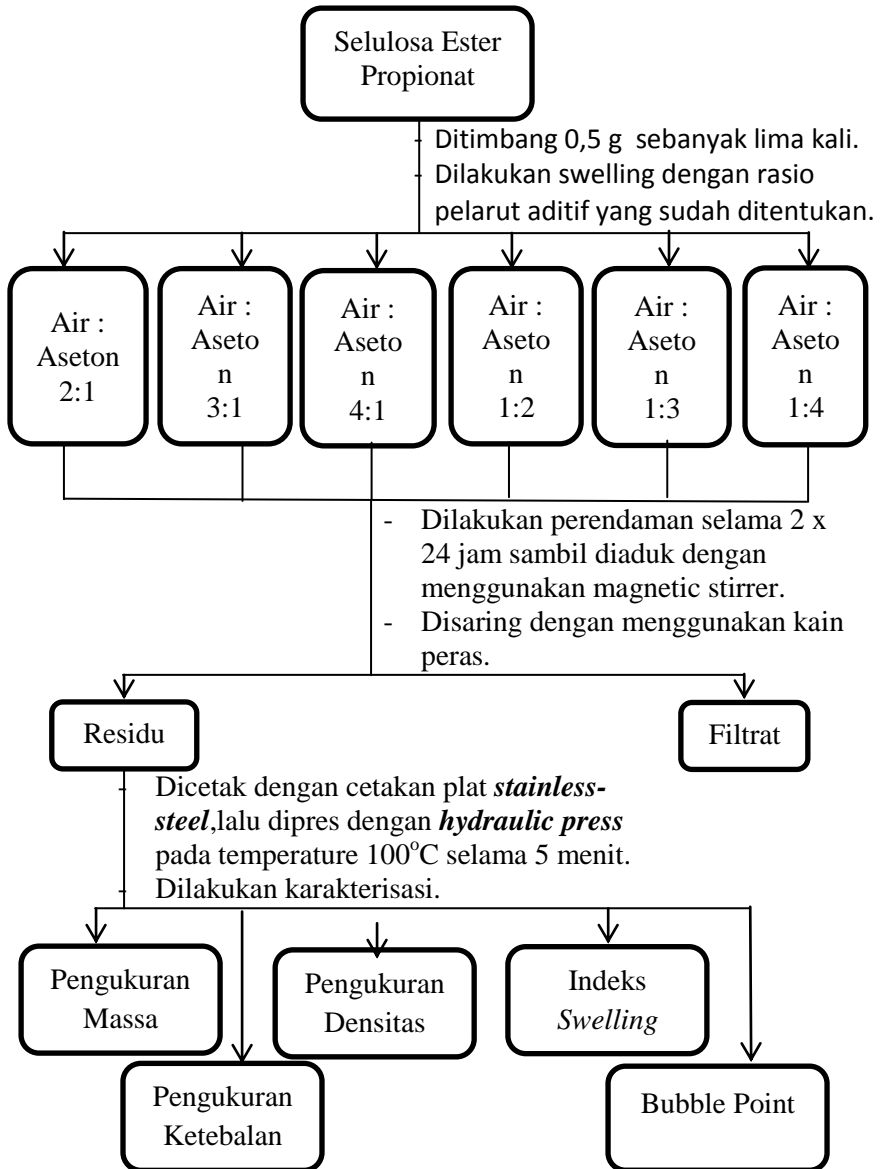 Selulosa Ester
Propionat
- Ditimbang 0,5 g sebanyak lima kali.
- Dilakukan swelling dengan rasio
pelarut aditif yang sudah ditentukan.
Air :
Aseton
2:1
Air :
Aseto
n
3:1
Air :
Aseto
n
4:1
Air :
Aseto
n
1:2
Air :
Aseto
n
1:3
Air :
Aseto
n
1:4
- Dilakukan perendaman selama 2 x
24 jam sambil diaduk dengan
menggunakan magnetic stirrer.
- Disaring dengan menggunakan kain
peras.
Residu
Filtrat
- Dicetak dengan cetakan plat stainless-
steel,lalu dipres dengan hydraulic press
pada temperature 100°C selama 5 menit.
- Dilakukan karakterisasi.
Pengukuran
Massa
Pengukuran
Densitas
Indeks
Swelling
Pengukuran
Ketebalan
Bubble Point